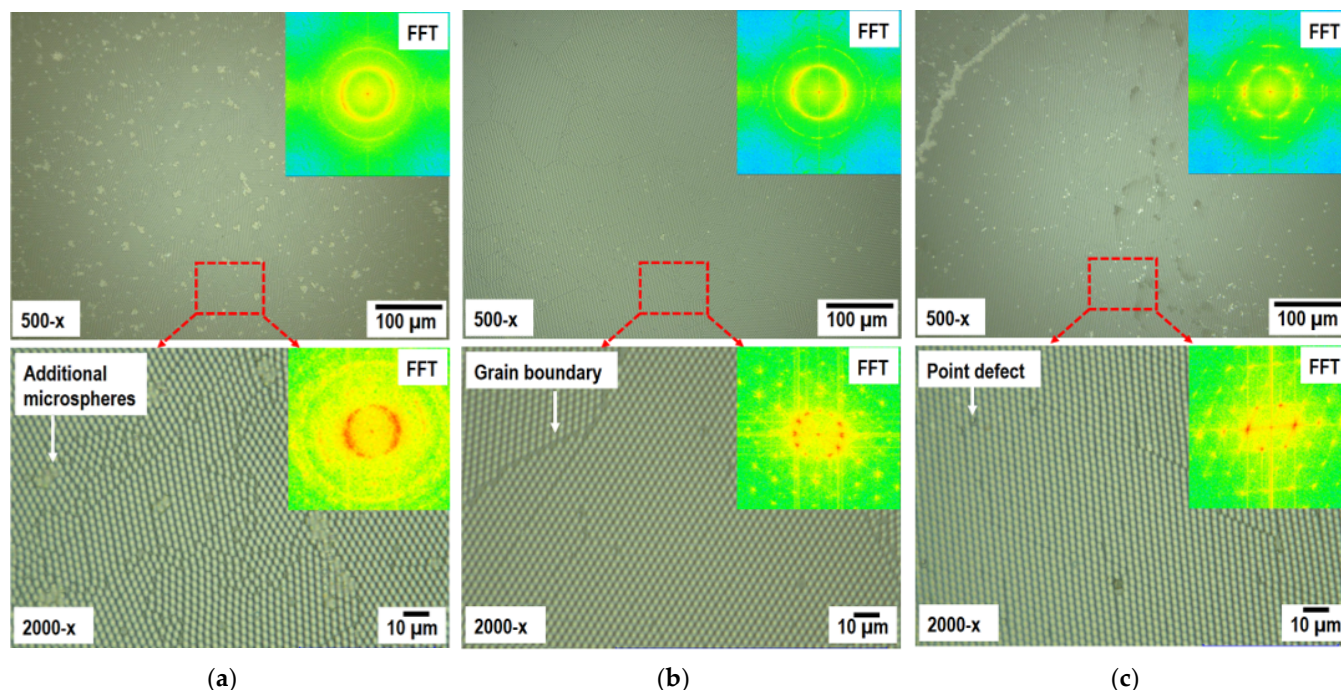 FFT
FFT
FFT
500-x
100 µm
500-x
100 µm
500-x
100 µm
Additional
microspheres
FFT
Grain boundary
FFT
Point defect
FFT
2000-x
10 µm
2000-x
10 µm
2000-x
10 µm
(a)
(b)
(c)